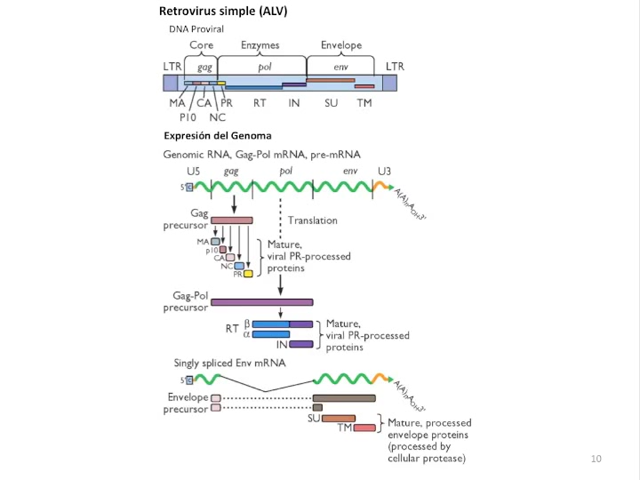 Retrovirus simple (ALV)
DNA Proviral
Core Enzymes Envelope
LTR gag pol env LTR
MA CA PR RT IN SU TM
P10 NC
Expresión del Genoma
Genomic RNA, Gag-Pol mRNA, pre-mRNA
U5 gag pol env U3
5' A(A)nAOH3'
Gag
precursor
Translation
MA
p10
CA
NC
PR
Mature,
viral PR-processed
proteins
Gag-Pol
precursor
RT β
α
IN
Mature,
viral PR-processed
proteins
Singly spliced Env mRNA
5' A(A)nAOH3'
Envelope
precursor
SU
TM
Mature, processed
envelope proteins
(processed by
cellular protease)
10